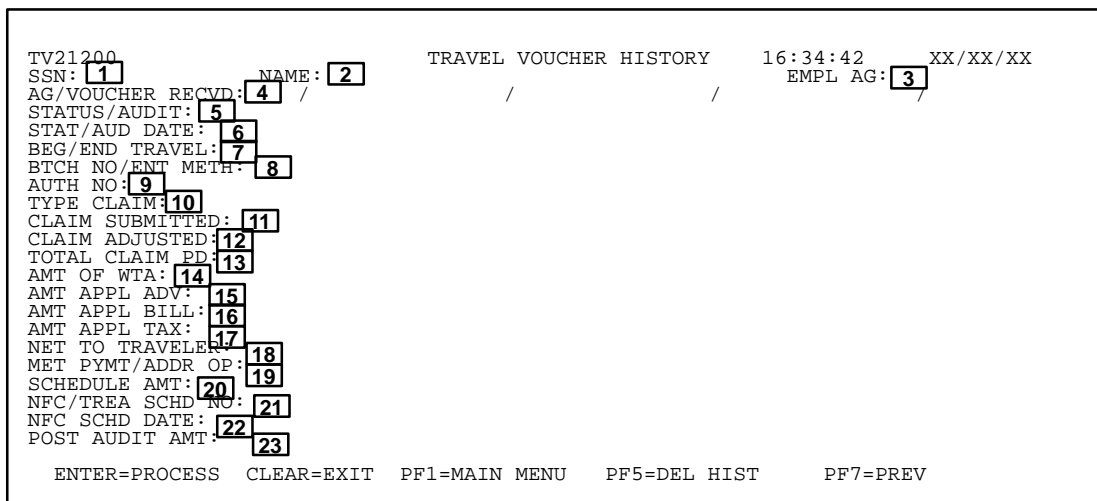 TV21200 TRAVEL VOUCHER HISTORY 16:34:42 XX/XX/XX
SSN: 1 NAME: 2 EMPL AG: 3
AG/VOUCHER RECVD: 4 / / / /
STATUS/AUDIT: 5
STAT/AUD DATE: 6
BEG/END TRAVEL: 7
BTCH NO/ENT METH: 8
AUTH NO: 9
TYPE CLAIM: 10
CLAIM SUBMITTED: 11
CLAIM ADJUSTED: 12
TOTAL CLAIM PD: 13
AMT OF WTA: 14
AMT APPL ADV: 15
AMT APPL BILL: 16
AMT APPL TAX: 17
NET TO TRAVELER: 18
MET PYMT/ADDR OP: 19
SCHEDULE AMT: 20
NFC/TREA SCHD NO: 21
NFC SCHD DATE: 22
POST AUDIT AMT: 23
ENTER=PROCESS CLEAR=EXIT PF1=MAIN MENU PF5=DEL HIST PF7=PREV